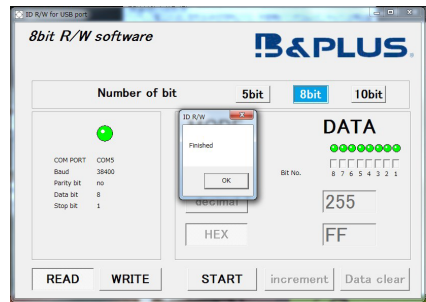 ID R/W for USB port
8bit R/W software
B&PLUS.
Number of bit 5bit 8bit 10bit
ID R/W
DATA
Finished
OK
COM PORT COM5
Baud 38400
Parity bit no
Data bit 8
Stop bit 1
Bit No. 8 7 6 5 4 3 2 1
decimal 255
HEX FF
READ WRITE START increment Data clear